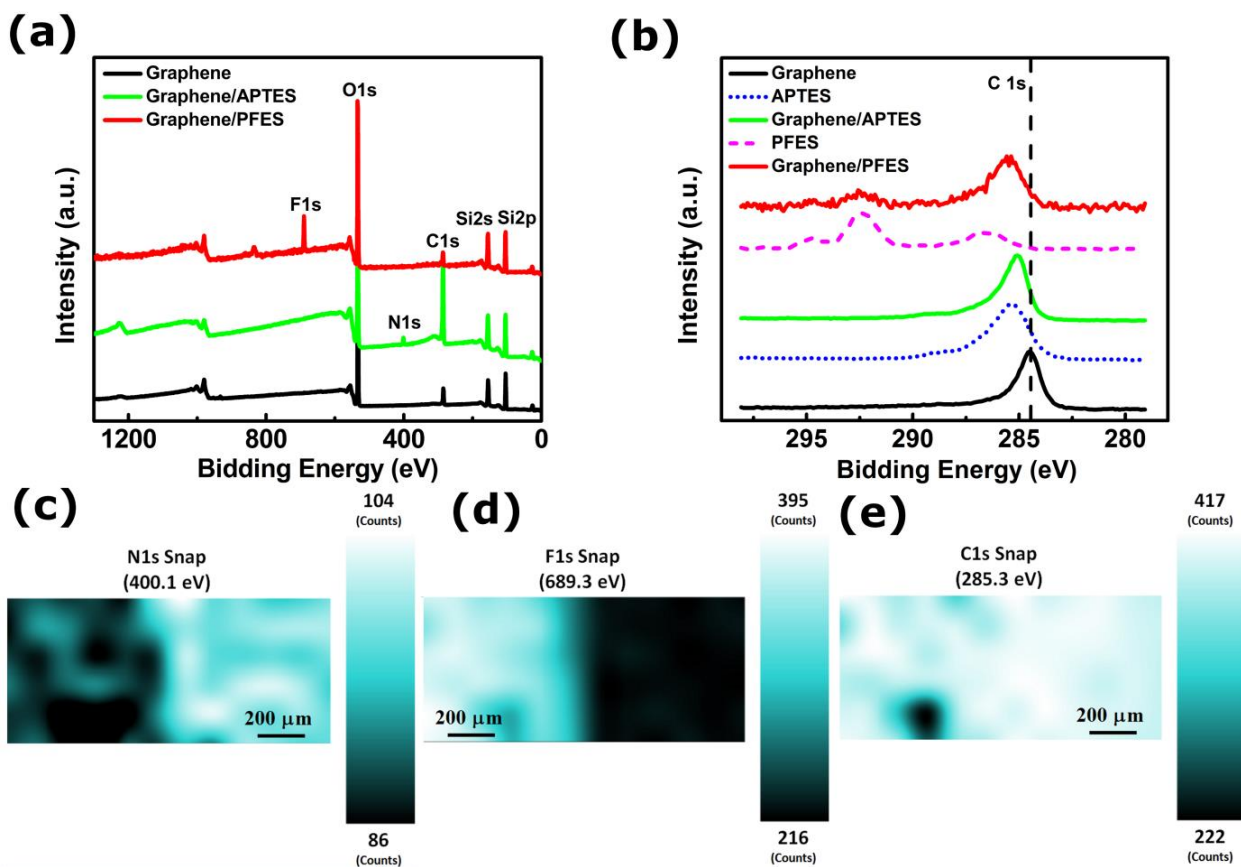 (a)
Graphene
Graphene/APTES
Graphene/PFES
O1s
F1s
Si2s
Si2p
C1s
N1s
Intensity (a.u.)
1200
800
400
0
Bidding Energy (eV)
(b)
Graphene
APTES
Graphene/APTES
PFES
Graphene/PFES
C 1s
Intensity (a.u.)
295
290
285
280
Bidding Energy (eV)
(c)
N1s Snap
(400.1 eV)
200 μm
104
(Counts)
86
(Counts)
(d)
F1s Snap
(689.3 eV)
200 μm
395
(Counts)
216
(Counts)
(e)
C1s Snap
(285.3 eV)
200 μm
417
(Counts)
222
(Counts)